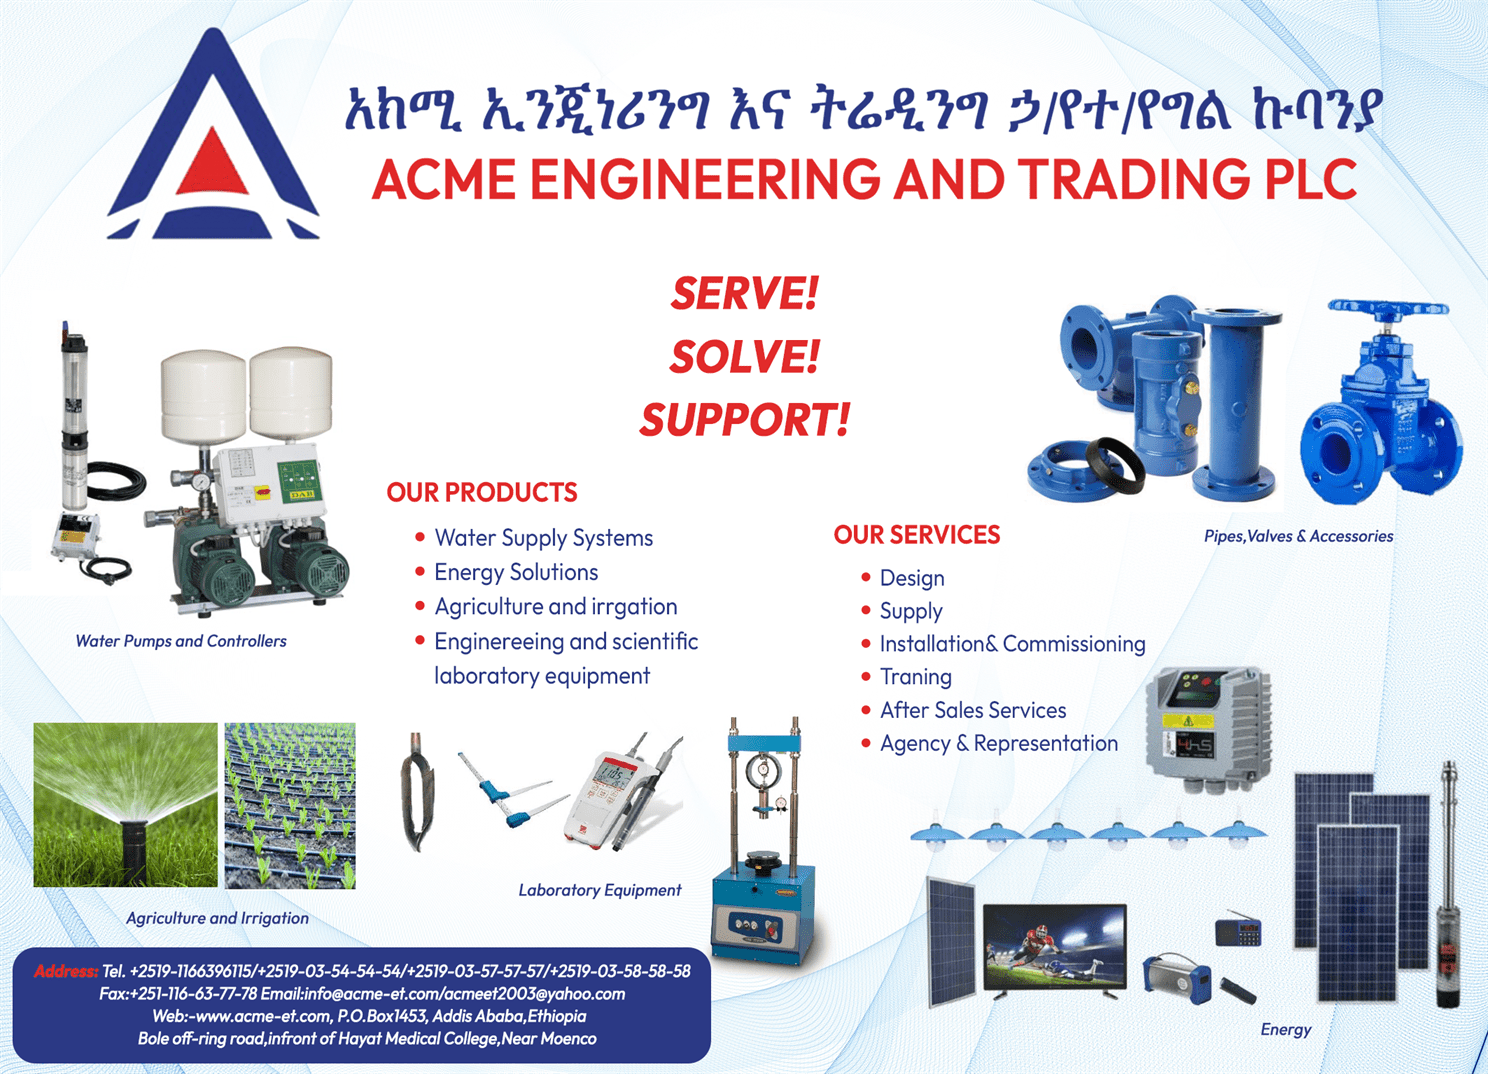 አክሚ ኢንጂነሪንግ እና ትሬዲንግ ኃ/የተ/የግል ኩባንያ
ACME ENGINEERING AND TRADING PLC
SERVE!
SOLVE!
SUPPORT!
OUR PRODUCTS
Water Supply Systems
Energy Solutions
Agriculture and irrgation
Enginereeing and scientific
laboratory equipment
OUR SERVICES
Design
Supply
Installation& Commissioning
Traning
After Sales Services
Agency & Representation
DAB
Water Pumps and Controllers
Pipes,Valves & Accessories
Agriculture and Irrigation
Laboratory Equipment
Energy
Address: Tel. +2519-1166396115/+2519-03-54-54-54/+2519-03-57-57-57/+2519-03-58-58-58
Fax:+251-116-63-77-78 Email:info@acme-et.com/acmeet2003@yahoo.com
Web:-www.acme-et.com, P.O.Box1453, Addis Ababa,Ethiopia
Bole off-ring road,infront of Hayat Medical College,Near Moenco